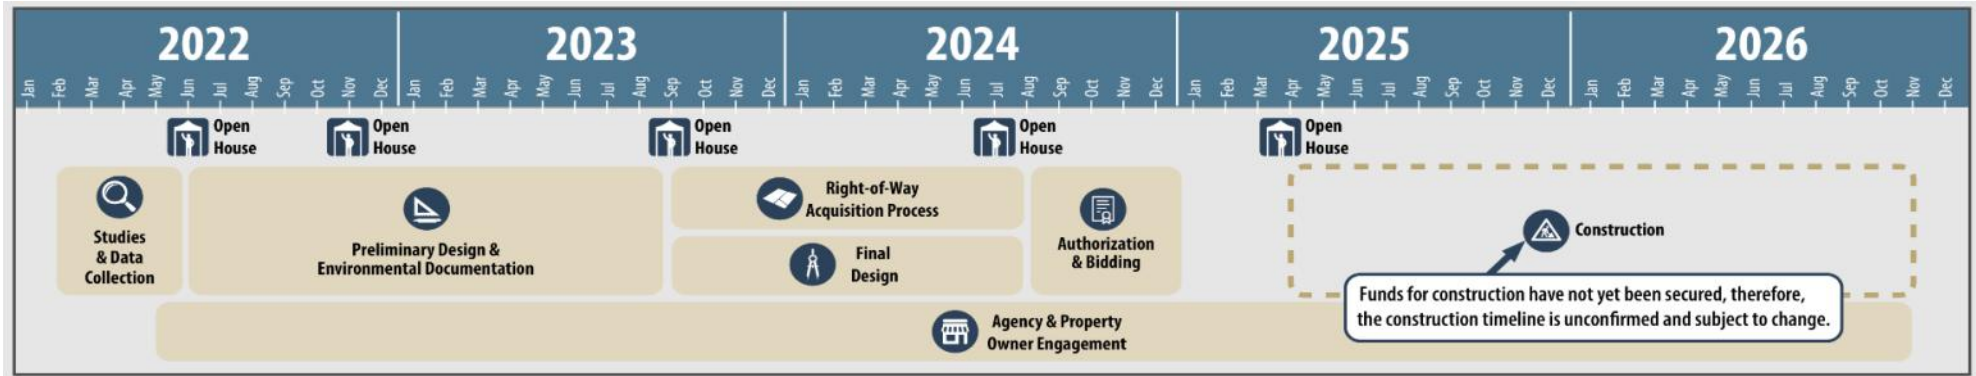 2022
2023
2024
2025
2026
Jan
Feb
Mar
Apr
May
Jun
Jul
Aug
Sep
Oct
Nov
Dec
Jan
Feb
Mar
Apr
May
Jun
Jul
Aug
Sep
Oct
Nov
Dec
Jan
Feb
Mar
Apr
May
Jun
Jul
Aug
Sep
Oct
Nov
Dec
Jan
Feb
Mar
Apr
May
Jun
Jul
Aug
Sep
Oct
Nov
Dec
Jan
Feb
Mar
Apr
May
Jun
Jul
Aug
Sep
Oct
Nov
Dec
Open
House
Open
House
Open
House
Open
House
Open
House
Studies
& Data
Collection
Preliminary Design &
Environmental Documentation
Right-of-Way
Acquisition Process
Final
Design
Authorization
& Bidding
Construction
Funds for construction have not yet been secured, therefore,
the construction timeline is unconfirmed and subject to change.
Agency & Property
Owner Engagement